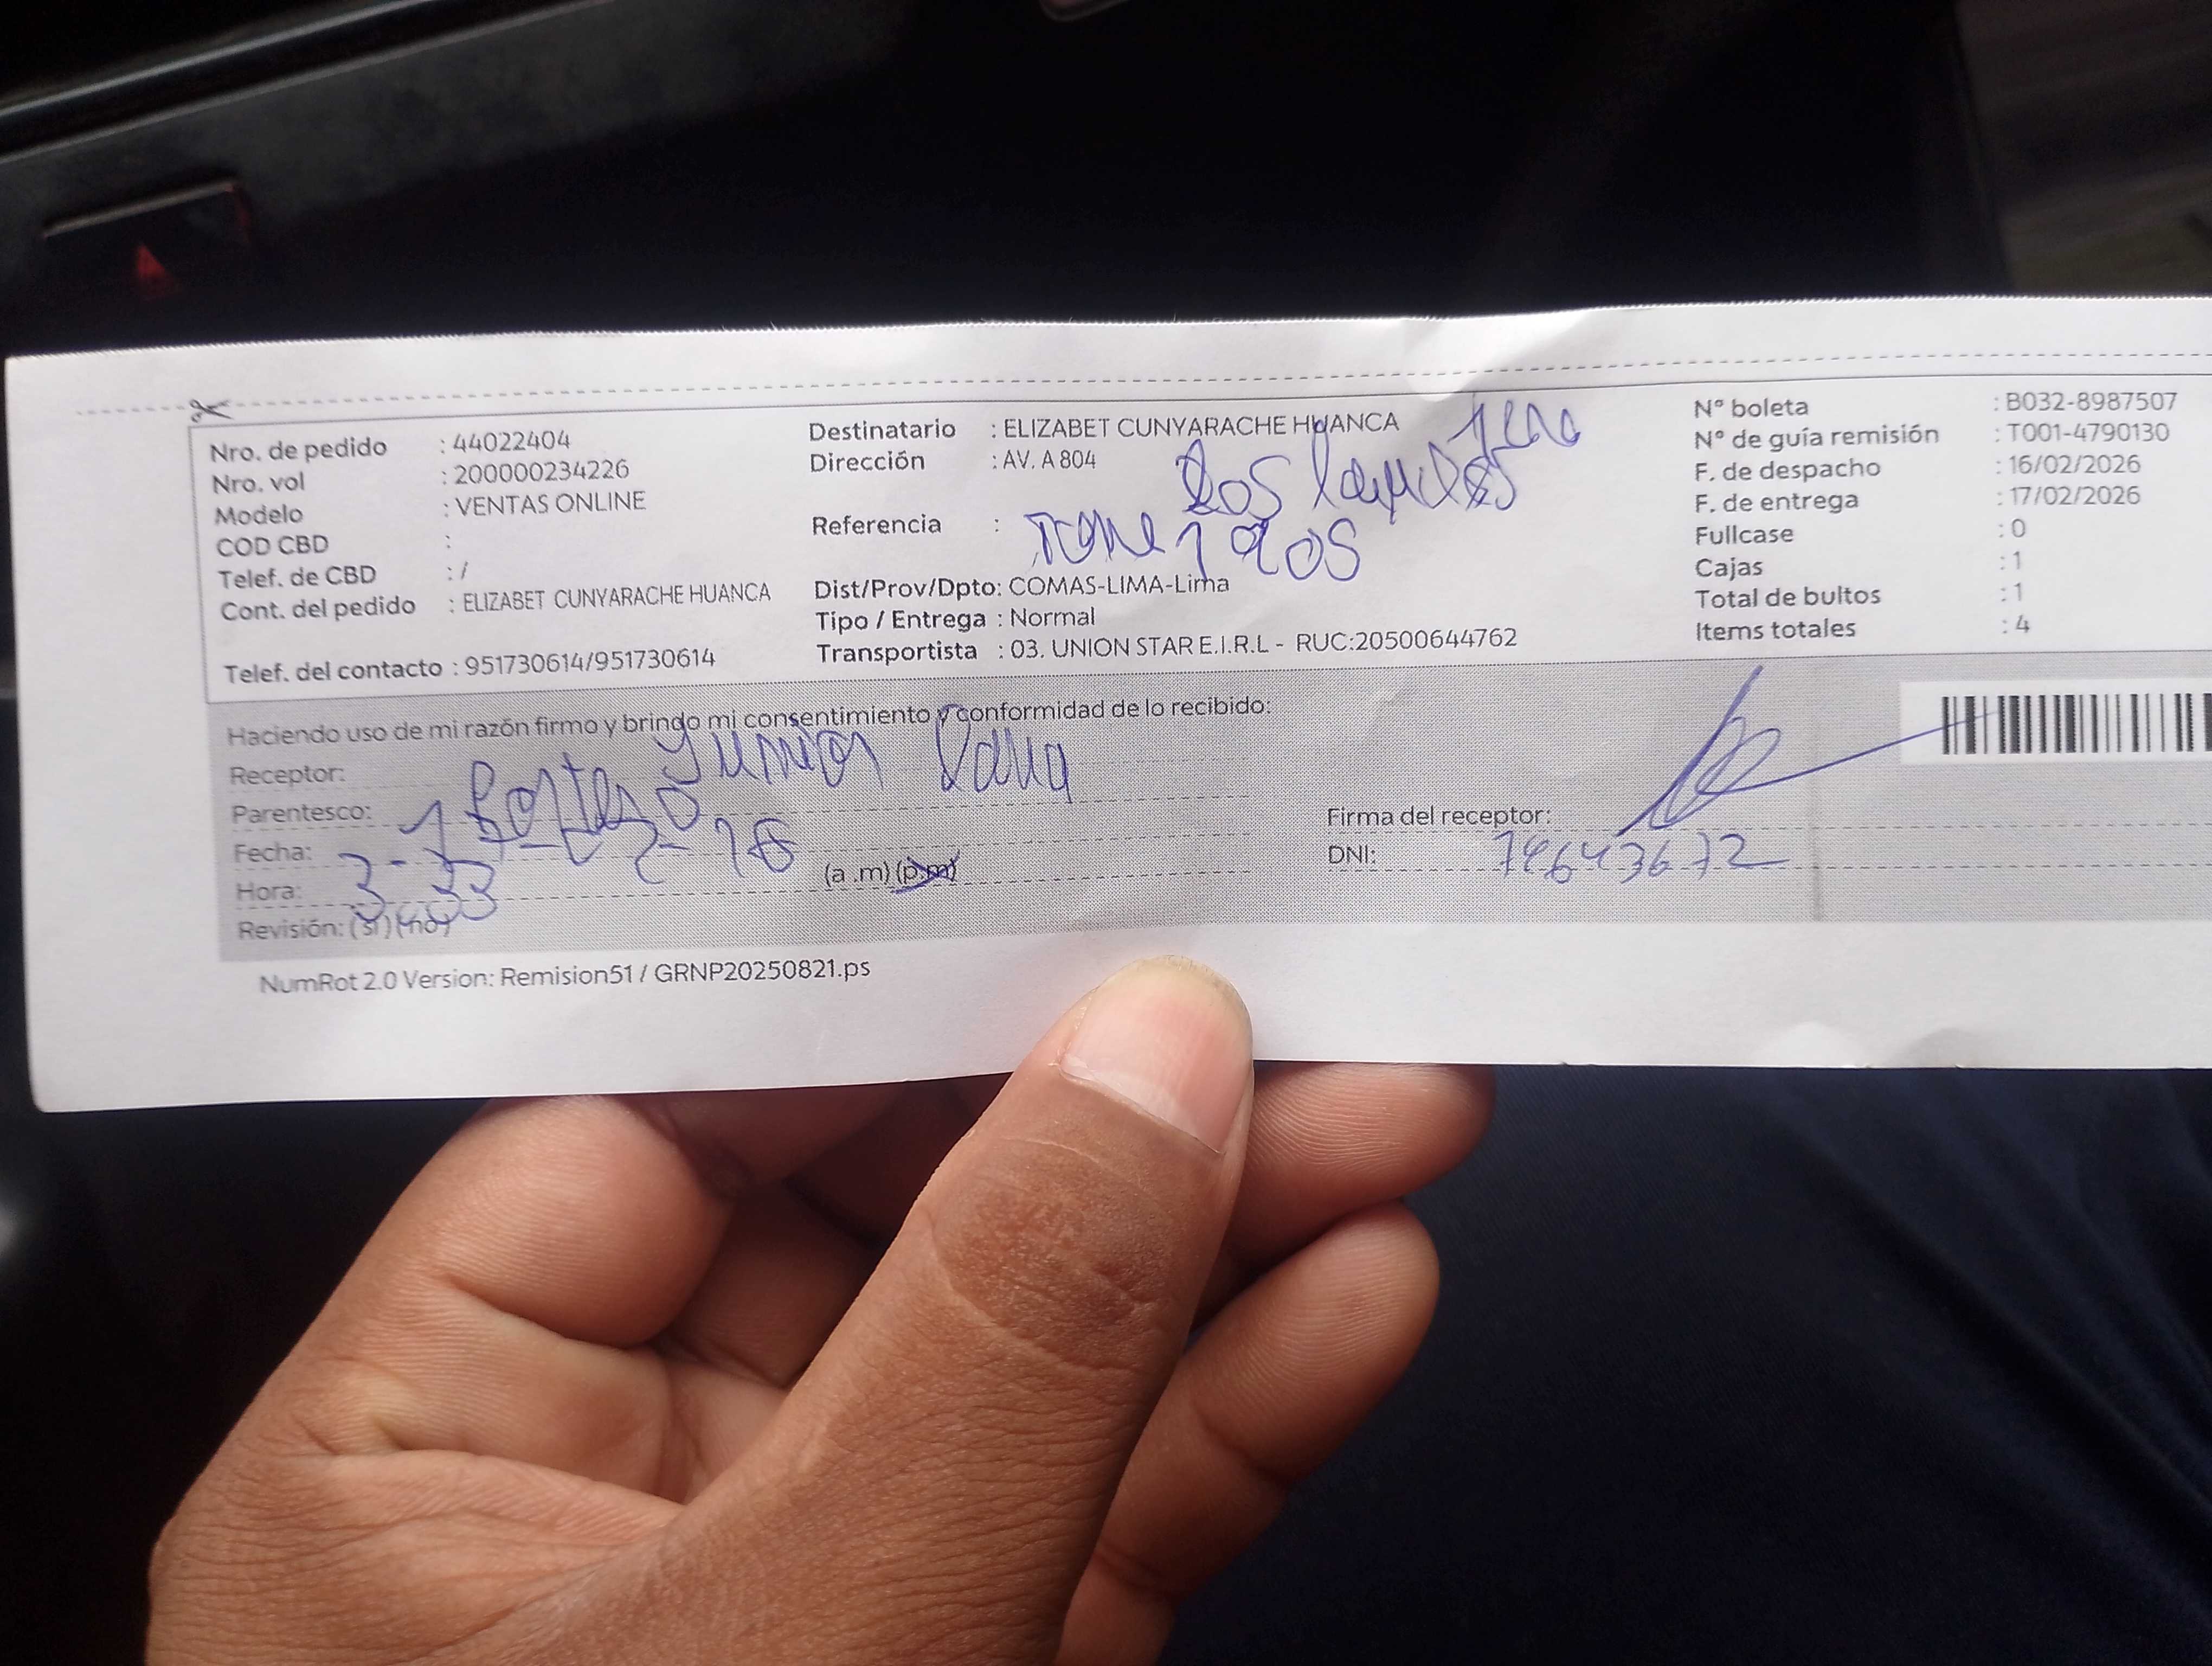 Nro. de pedido : 44022404
Nro. vol : 200000234226
Modelo : VENTAS ONLINE
COD CBD :
Telef. de CBD : /
Cont. del pedido : ELIZABET CUNYARACHE HUANCA
Telef. del contacto : 951730614/951730614
Destinatario : ELIZABET CUNYARACHE HUANCA
Dirección : AV. A 804
Los
Referencia :
Dist/Prov/Dpto: COMAS-LIMA-Lima
Tipo / Entrega : Normal
Transportista : 03. UNION STAR E.I.R.L - RUC:20500644762
N° boleta : B032-8987507
N° de guía remisión : T001-4790130
F. de despacho : 16/02/2026
F. de entrega : 17/02/2026
Fullcase : 0
Cajas : 1
Total de bultos : 1
Items totales : 4
Haciendo uso de mi razón firmo y brindo mi consentimiento y conformidad de lo recibido:
Receptor: Junior
Parentesco:
Fecha:
Hora: 3-33 (a .m) (p.m)
Revisión: (si) (no)
Firma del receptor:
DNI:
NumRot 2.0 Version: Remision51 / GRNP20250821.ps